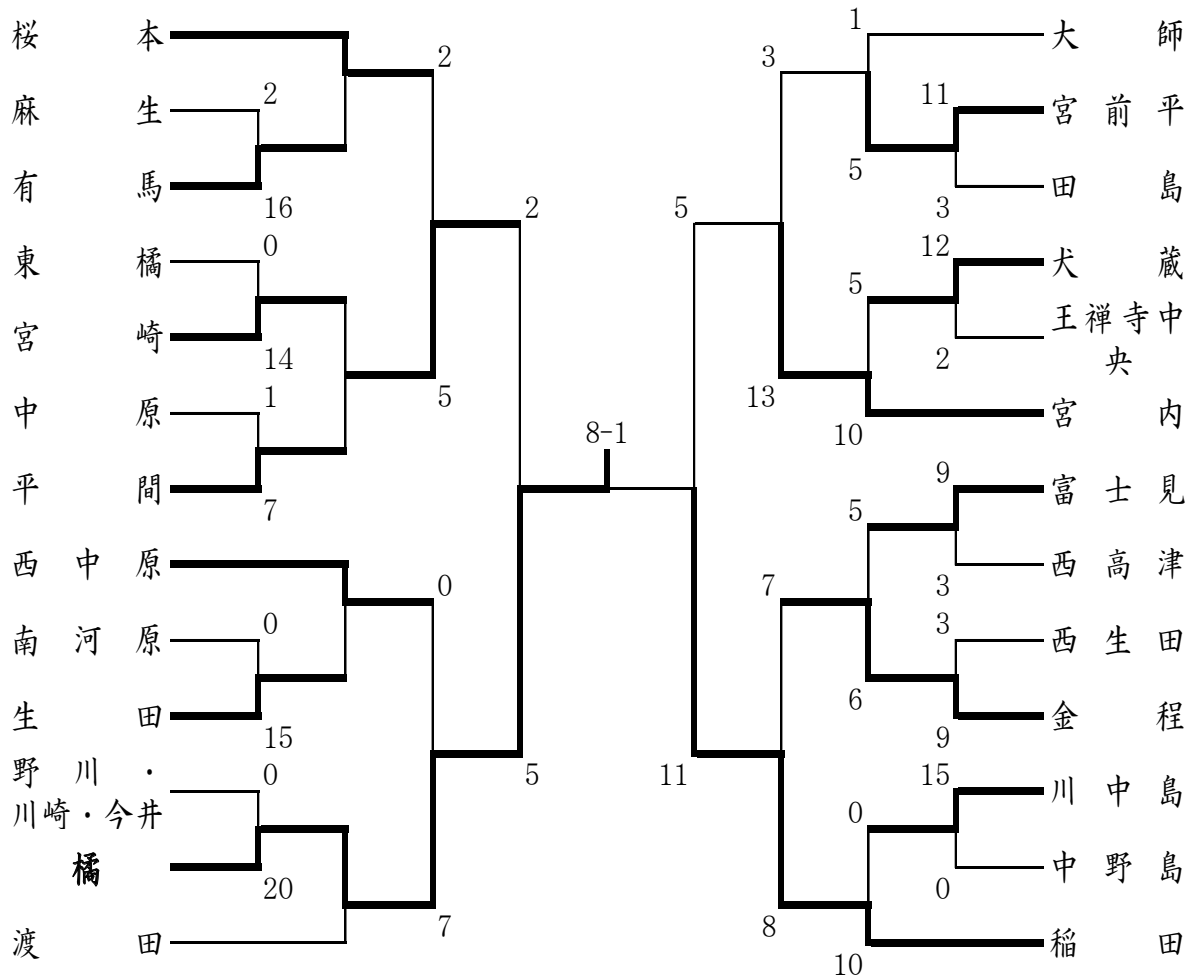 桜本
麻生
有馬
東橘
宮崎
中原
平間
西中原
南河原
生田
野川・
川崎・今井
橘
渡田
2
16
0
14
1
7
0
15
0
20
2
5
0
7
2
5
8-1
5
11
3
13
7
8
1
5
5
10
5
6
0
10
11
3
12
2
9
3
3
9
15
0
大師
宮前平
田島
犬蔵
王禅寺中
央
宮内
富士見
西高津
西生田
金程
川中島
中野島
稲田